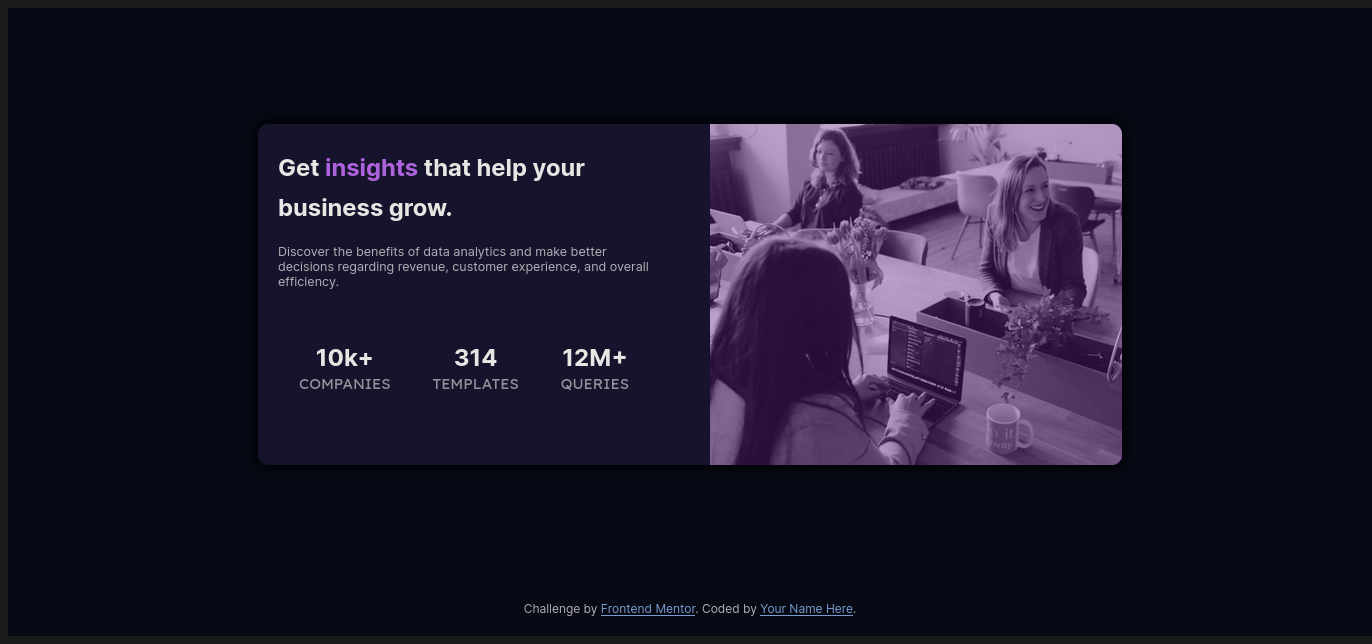 Get insights that help your
business grow.
Discover the benefits of data analytics and make better
decisions regarding revenue, customer experience, and overall
efficiency.
10k+ 314 12M+
COMPANIES TEMPLATES QUERIES
Challenge by Frontend Mentor. Coded by Your Name Here.